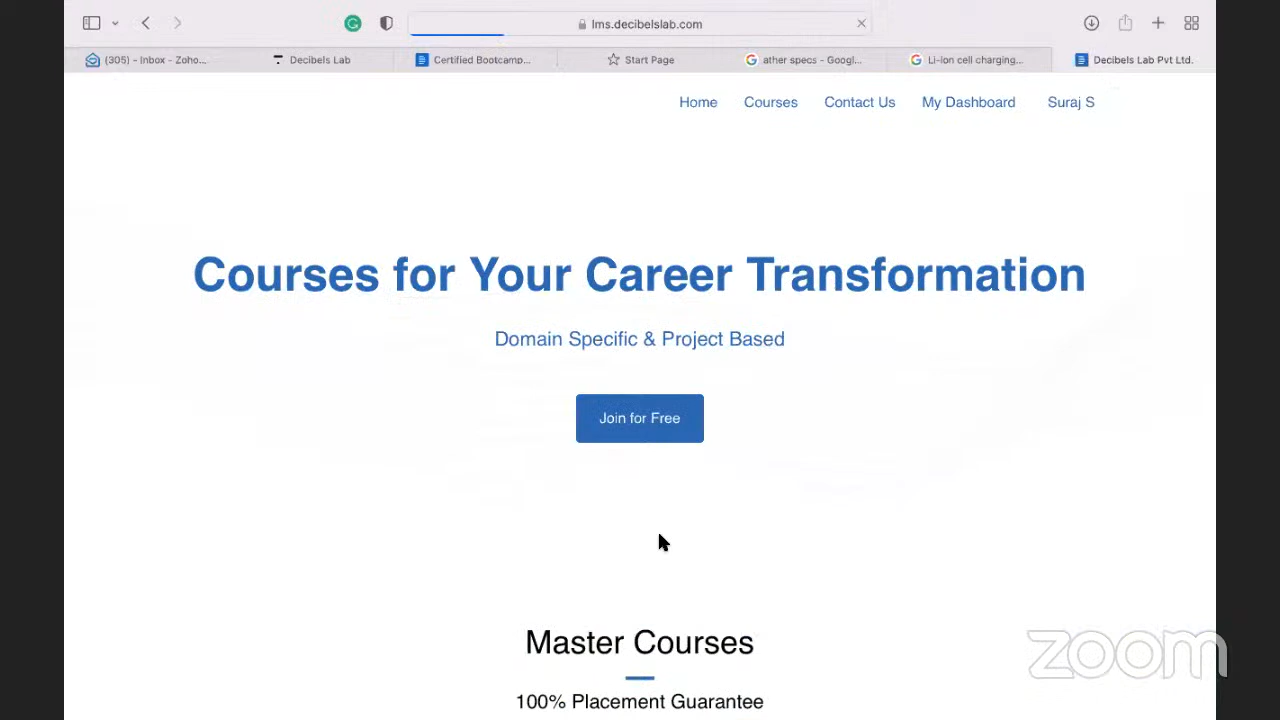 lms.decibelslab.com
(305) - Inbox - Zoho...
Decibels Lab
Certified Bootcamp...
Start Page
ather specs - Googl...
Li-ion cell charging...
Decibels Lab Pvt Ltd.
Home
Courses
Contact Us
My Dashboard
Suraj S
Courses for Your Career Transformation
Domain Specific & Project Based
Join for Free
Master Courses
100% Placement Guarantee
zoom